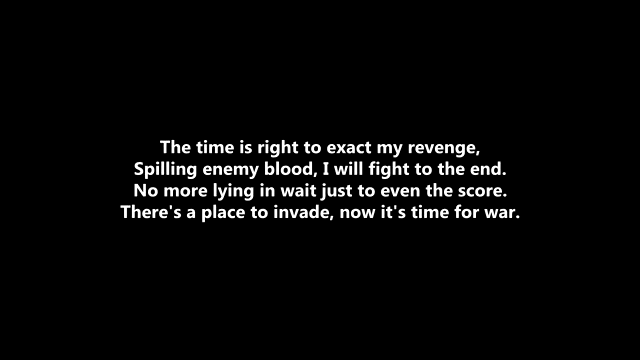 The time is right to exact my revenge,
Spilling enemy blood, I will fight to the end.
No more lying in wait just to even the score.
There's a place to invade, now it's time for war.